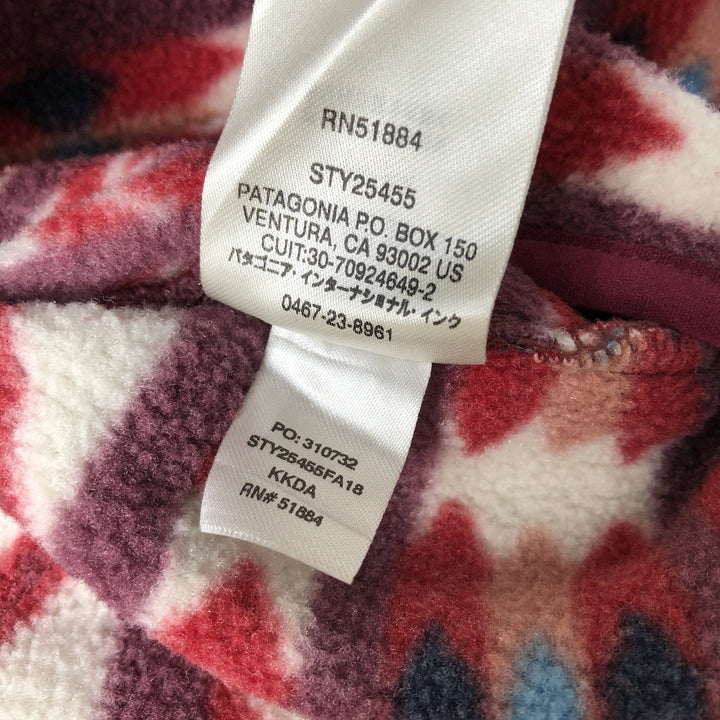 RN51884
STY25455
PATAGONIA P.O. BOX 150
VENTURA, CA 93002 US
CUIT:30-70924649-2
パタゴニア・インターナショナル・インク
0467-23-8961
PO: 310732
STY25455FA18
KKDA
RN# 51884